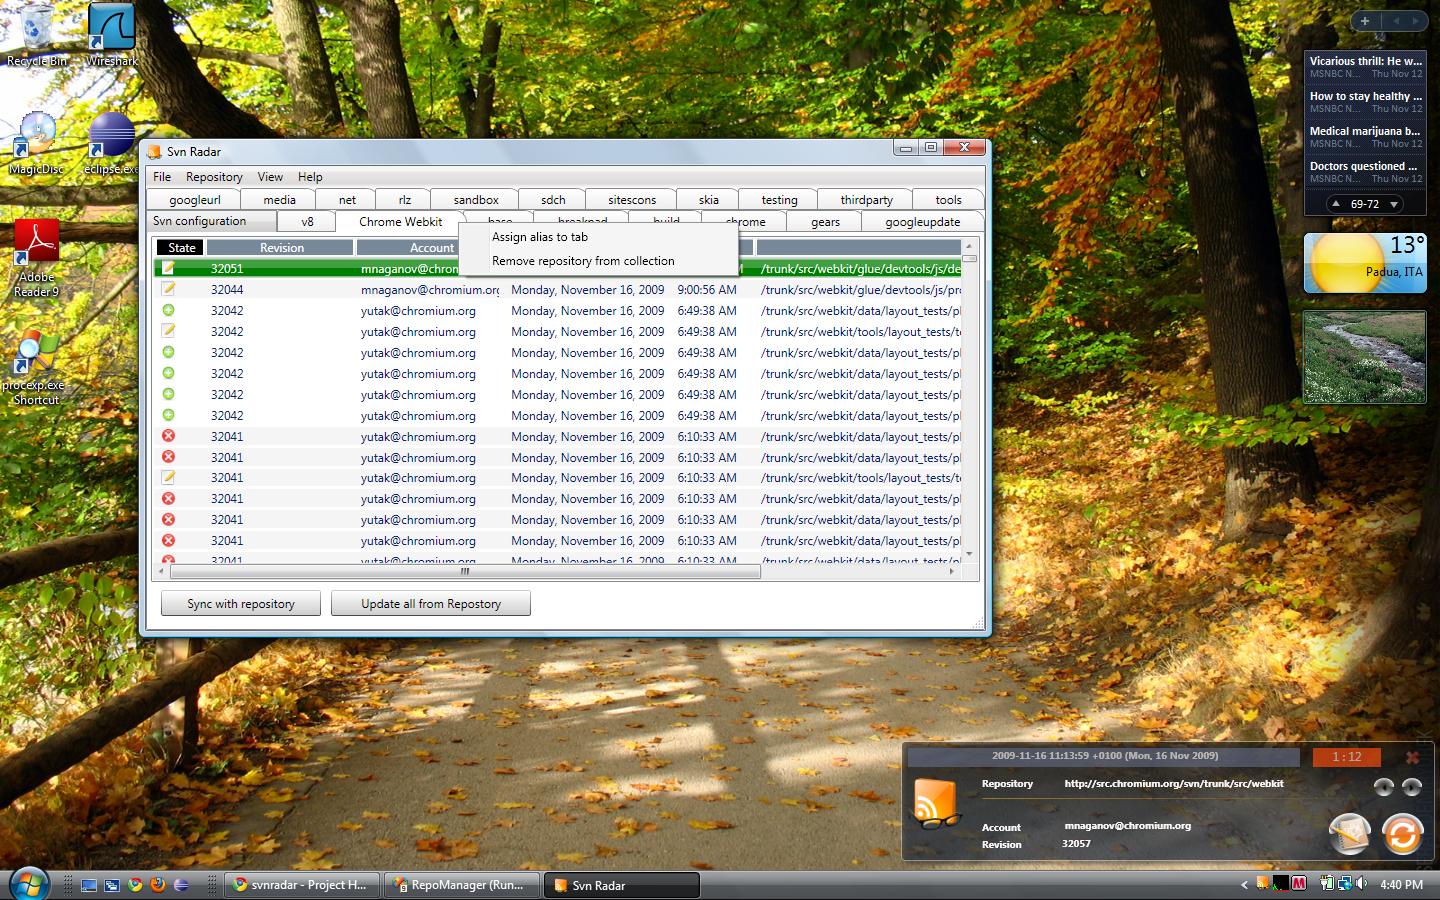 Recycle Bin
Wireshark
MagicDisc
eclipse.exe
Adobe
Reader 9
procexp.exe -
Shortcut
Svn Radar
File Repository View Help
googleurl media net rlz sandbox sdch sitescons skia testing thirdparty tools
Svn configuration v8 Chrome Webkit base breakpad build chrome gears googleupdate
Assign alias to tab
Remove repository from collection
State Revision Account
32051 mnaganov@chrom M /trunk/src/webkit/glue/devtools/js/de
32044 mnaganov@chromium.org Monday, November 16, 2009 9:00:56 AM /trunk/src/webkit/glue/devtools/js/pro
32042 yutak@chromium.org Monday, November 16, 2009 6:49:38 AM /trunk/src/webkit/data/layout_tests/pl
32042 yutak@chromium.org Monday, November 16, 2009 6:49:38 AM /trunk/src/webkit/tools/layout_tests/te
32042 yutak@chromium.org Monday, November 16, 2009 6:49:38 AM /trunk/src/webkit/data/layout_tests/pl
32042 yutak@chromium.org Monday, November 16, 2009 6:49:38 AM /trunk/src/webkit/data/layout_tests/pl
32042 yutak@chromium.org Monday, November 16, 2009 6:49:38 AM /trunk/src/webkit/data/layout_tests/pl
32042 yutak@chromium.org Monday, November 16, 2009 6:49:38 AM /trunk/src/webkit/data/layout_tests/pl
32041 yutak@chromium.org Monday, November 16, 2009 6:10:33 AM /trunk/src/webkit/data/layout_tests/pl
32041 yutak@chromium.org Monday, November 16, 2009 6:10:33 AM /trunk/src/webkit/data/layout_tests/pl
32041 yutak@chromium.org Monday, November 16, 2009 6:10:33 AM /trunk/src/webkit/tools/layout_tests/te
32041 yutak@chromium.org Monday, November 16, 2009 6:10:33 AM /trunk/src/webkit/data/layout_tests/pl
32041 yutak@chromium.org Monday, November 16, 2009 6:10:33 AM /trunk/src/webkit/data/layout_tests/pl
32041 yutak@chromium.org Monday, November 16, 2009 6:10:33 AM /trunk/src/webkit/data/layout_tests/pl
32041 yutak@chromium.org Monday, November 16, 2009 6:10:33 AM /trunk/src/webkit/data/layout_tests/pl
Sync with repository Update all from Repostory
Vicarious thrill: He w...
MSNBC N... Thu Nov 12
How to stay healthy ...
MSNBC N... Thu Nov 12
Medical marijuana b...
MSNBC N... Thu Nov 12
Doctors questioned ...
MSNBC N... Thu Nov 12
69-72
13°
Padua, ITA
2009-11-16 11:13:59 +0100 (Mon, 16 Nov 2009) 1 : 12
Repository http://src.chromium.org/svn/trunk/src/webkit
Account mnaganov@chromium.org
Revision 32057
svnradar - Project H... RepoManager (Run... Svn Radar
4:40 PM